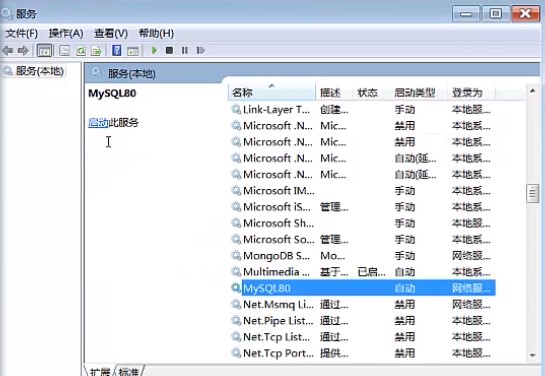 服务
文件(F) 操作(A) 查看(V) 帮助(H)
服务(本地) 服务(本地)
MySQL80
启动此服务
名称 描述 状态 启动类型 登录为
Link-Layer T... 创建... 手动 本地服...
Microsoft .N... Mic... 禁用 本地系...
Microsoft .N... Mic... 禁用 本地系...
Microsoft .N... Mic... 自动(延... 本地系...
Microsoft .N... Mic... 自动(延... 本地系...
Microsoft IM... 手动 本地系...
Microsoft iS... 管理... 手动 本地系...
Microsoft Sh... 手动 本地系...
Microsoft So... 管理... 手动 本地系...
MongoDB S... Mo... 手动 网络服...
Multimedia ... 基于... 已启... 自动 本地系...
MySQL80 自动 网络服...
Net.Msmq Li... 通过... 禁用 网络服...
Net.Pipe List... 通过... 禁用 本地服...
Net.Tcp List... 通过... 禁用 本地服...
Net.Tcp Port... 提供... 禁用 本地服...
扩展 标准